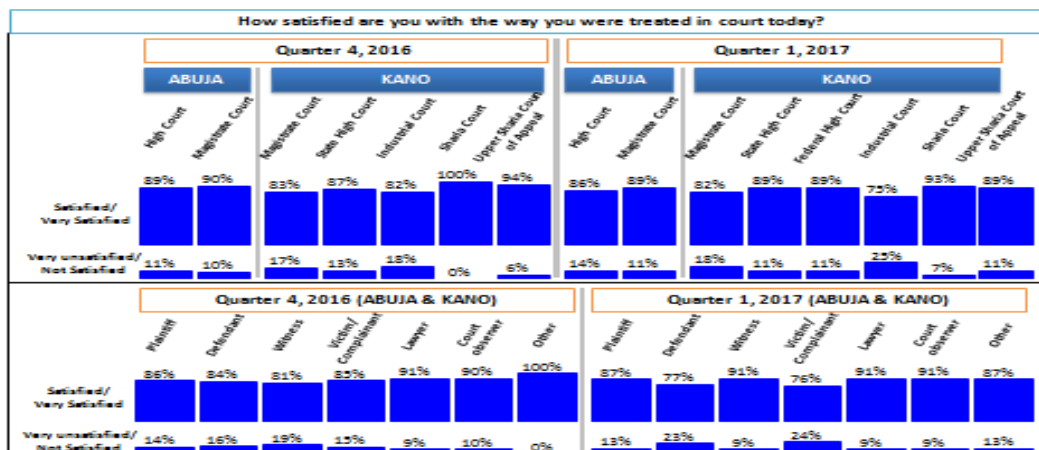 How satisfied are you with the way you were treated in court today?
Quarter 4, 2016 Quarter 1, 2017
ABUJA KANO ABUJA KANO
High Court Magistrate Court Magistrate Court State High Court Industrial Court Sharia Court Upper Sharia Court of Appeal High Court Magistrate Court Magistrate Court State High Court Federal High Court Industrial Court Sharia Court Upper Sharia Court of Appeal
89% 90% 83% 87% 82% 100% 94% 86% 89% 82% 89% 89% 75% 93% 89%
Satisfied/
Very Satisfied
Very unsatisfied/
Not Satisfied
11% 10% 17% 13% 18% 0% 6% 14% 11% 18% 11% 11% 25% 7% 11%
Quarter 4, 2016 (ABUJA & KANO) Quarter 1, 2017 (ABUJA & KANO)
Plaintiff Defendant Witness Victim/Complainant Lawyer Court observer Other Plaintiff Defendant Witness Victim/Complainant Lawyer Court observer Other
86% 84% 81% 85% 91% 90% 100% 87% 77% 91% 76% 91% 91% 87%
Satisfied/
Very Satisfied
Very unsatisfied/
Not Satisfied
14% 16% 19% 15% 9% 10% 0% 13% 23% 9% 24% 9% 9% 13%